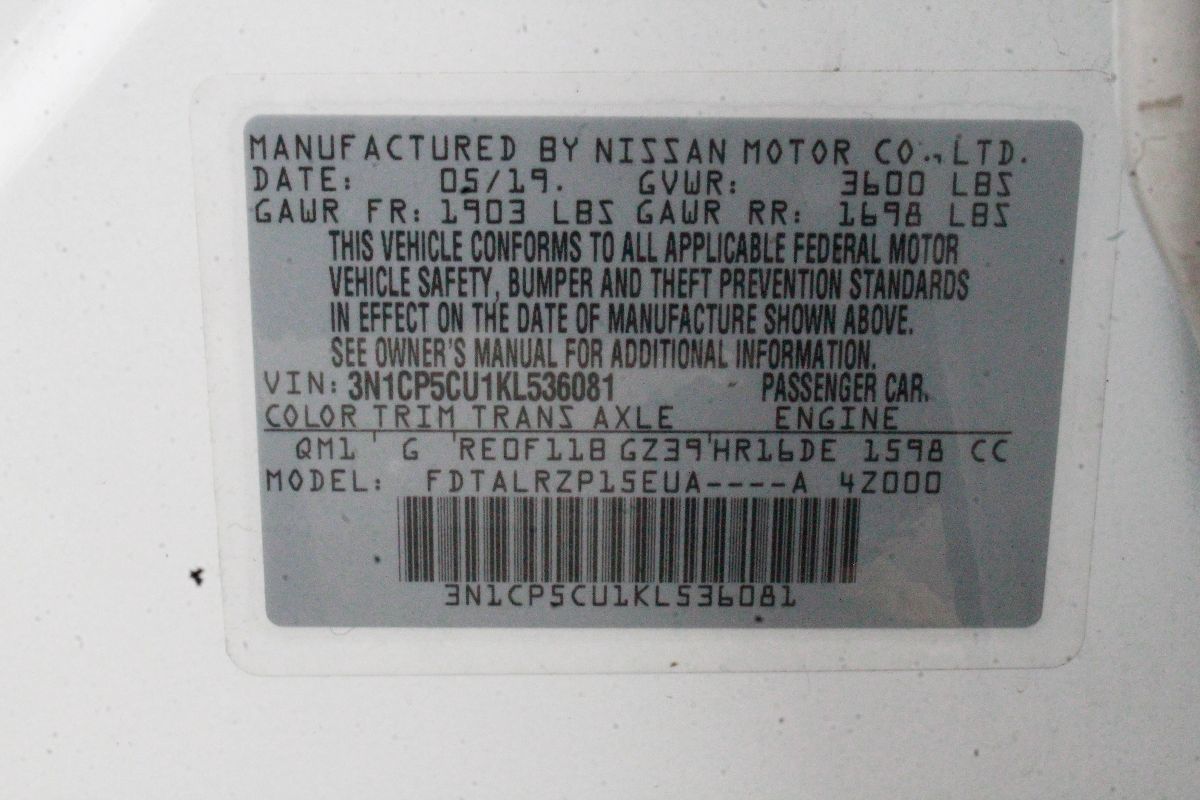 MANUFACTURED BY NISSAN MOTOR CO., LTD.
DATE: 05/19. GVWR: 3600 LBS
GAWR FR: 1903 LBS GAWR RR: 1698 LBS
THIS VEHICLE CONFORMS TO ALL APPLICABLE FEDERAL MOTOR
VEHICLE SAFETY, BUMPER AND THEFT PREVENTION STANDARDS
IN EFFECT ON THE DATE OF MANUFACTURE SHOWN ABOVE.
SEE OWNER'S MANUAL FOR ADDITIONAL INFORMATION.
VIN: 3N1CP5CU1KL536081 PASSENGER CAR.
COLOR TRIM TRANS AXLE ENGINE
QM1 G RE0F11B GZ39 HR16DE 1598 CC
MODEL: FDTALRZP15EUA----A 4Z000
3N1CP5CU1KL536081